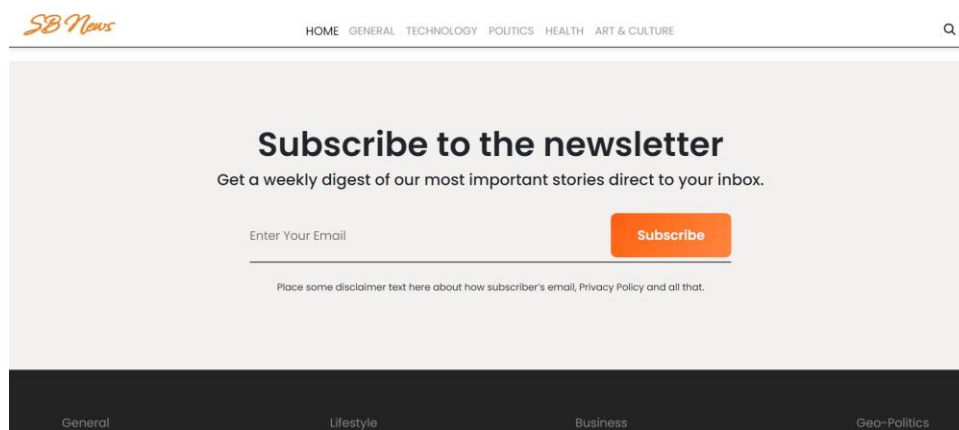 SB News
HOME GENERAL TECHNOLOGY POLITICS HEALTH ART & CULTURE
Subscribe to the newsletter
Get a weekly digest of our most important stories direct to your inbox.
Enter Your Email
Subscribe
Place some disclaimer text here about how subscriber's email, Privacy Policy and all that.
General Lifestyle Business Geo-Politics